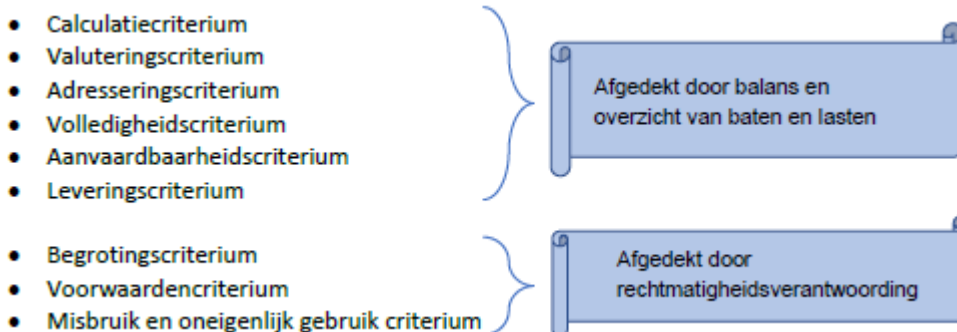 • Calculatiecriterium
• Valuteringscriterium
• Adresseringscriterium
• Volledigheidscriterium
• Aanvaardbaarheidscriterium
• Leveringscriterium
Afgedekt door balans en
overzicht van baten en lasten
• Begrotingscriterium
• Voorwaardencriterium
• Misbruik en oneigenlijk gebruik criterium
Afgedekt door
rechtmatigheidsverantwoording